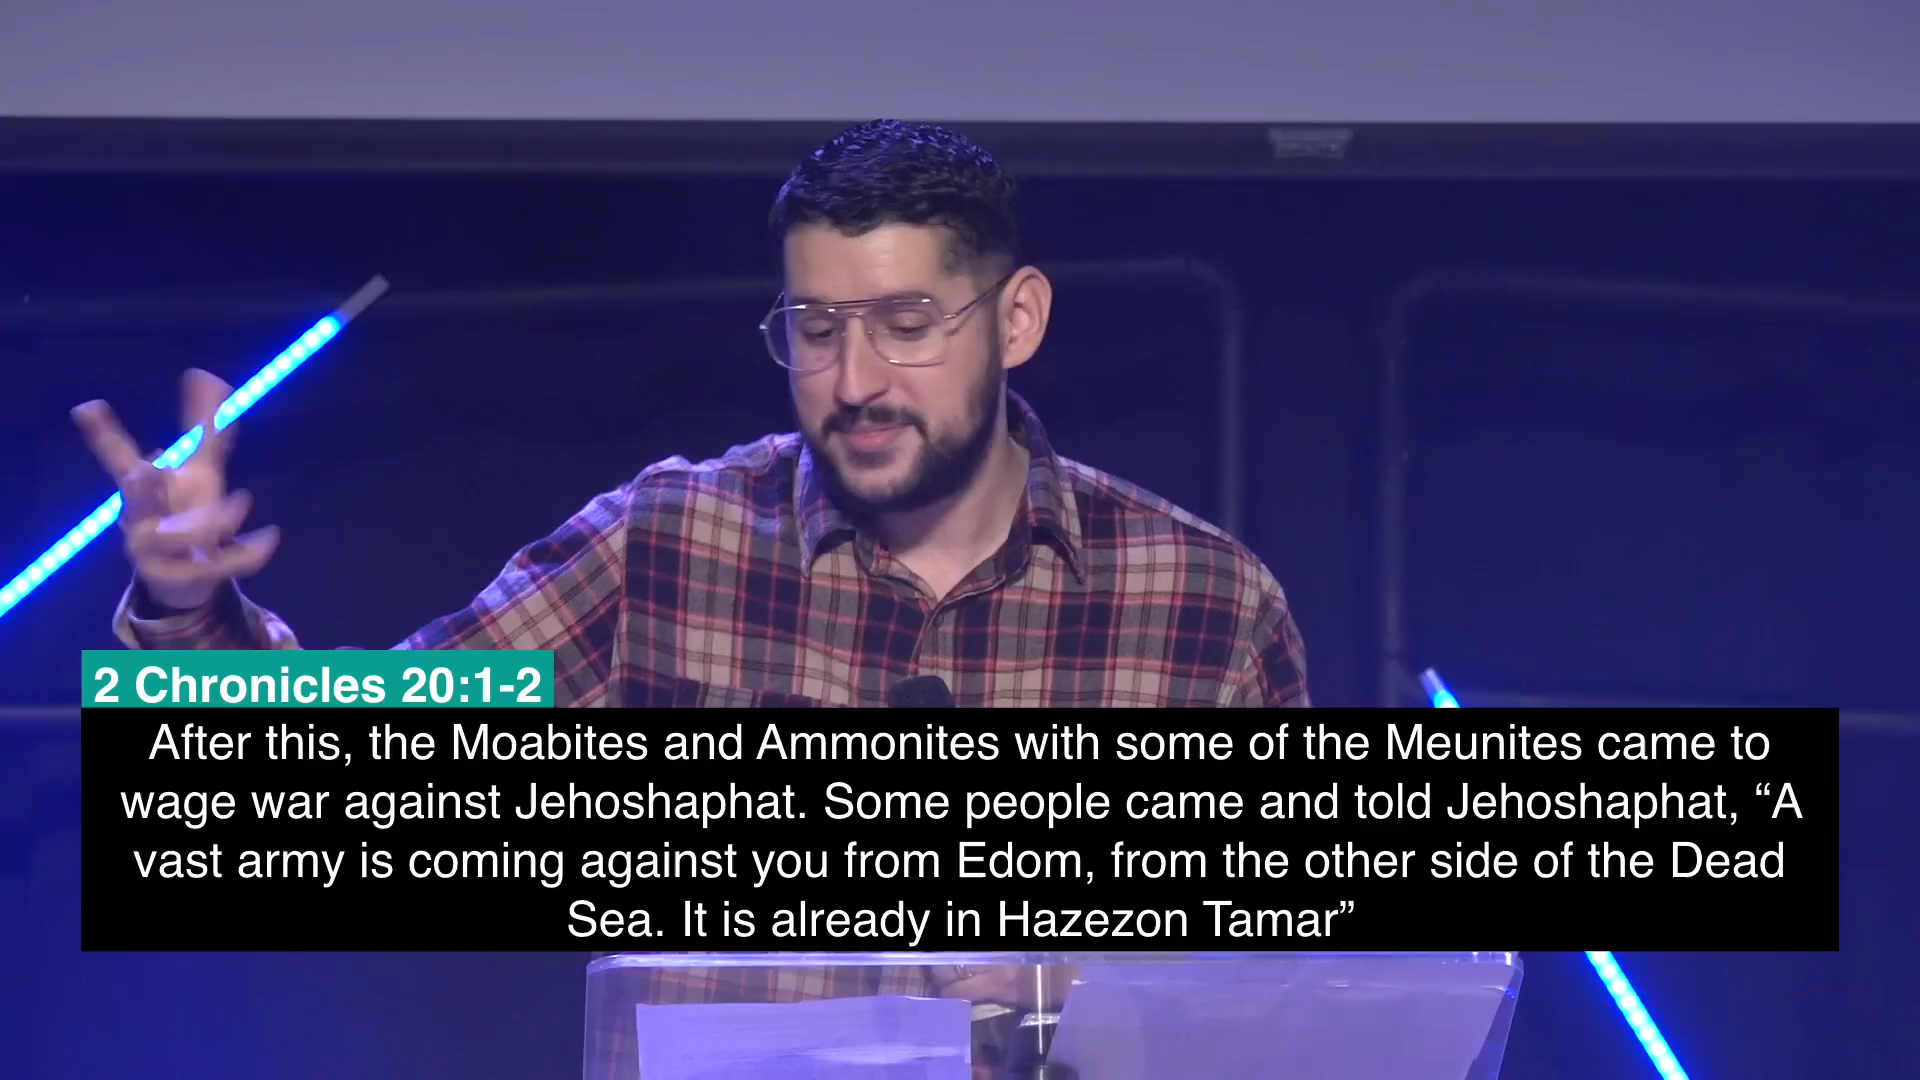 2 Chronicles 20:1-2
After this, the Moabites and Ammonites with some of the Meunites came to
wage war against Jehoshaphat. Some people came and told Jehoshaphat, “A
vast army is coming against you from Edom, from the other side of the Dead
Sea. It is already in Hazezon Tamar”